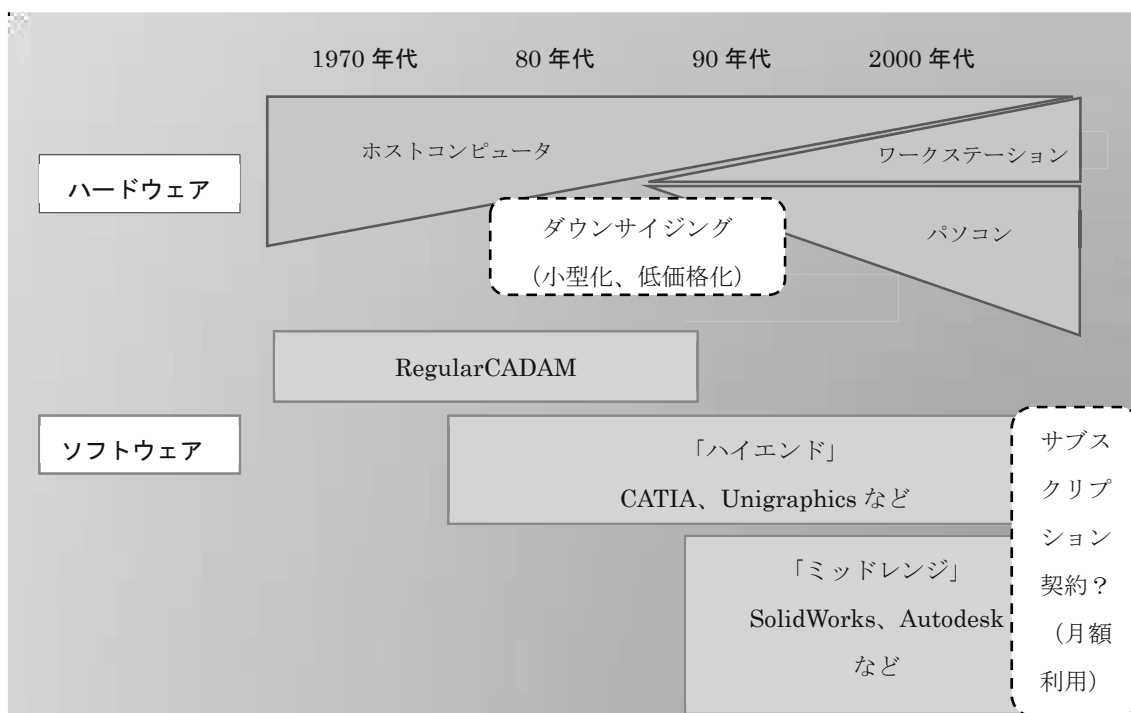 1970 年代
80 年代
90 年代
2000 年代
ホストコンピュータ
ワークステーション
ハードウェア
ダウンサイジング
（小型化、低価格化）
パソコン
RegularCADAM
ソフトウェア
「ハイエンド」
CATIA、Unigraphics など
「ミッドレンジ」
SolidWorks、Autodesk
など
サブス
クリプ
ション
契約？
（月額
利用）